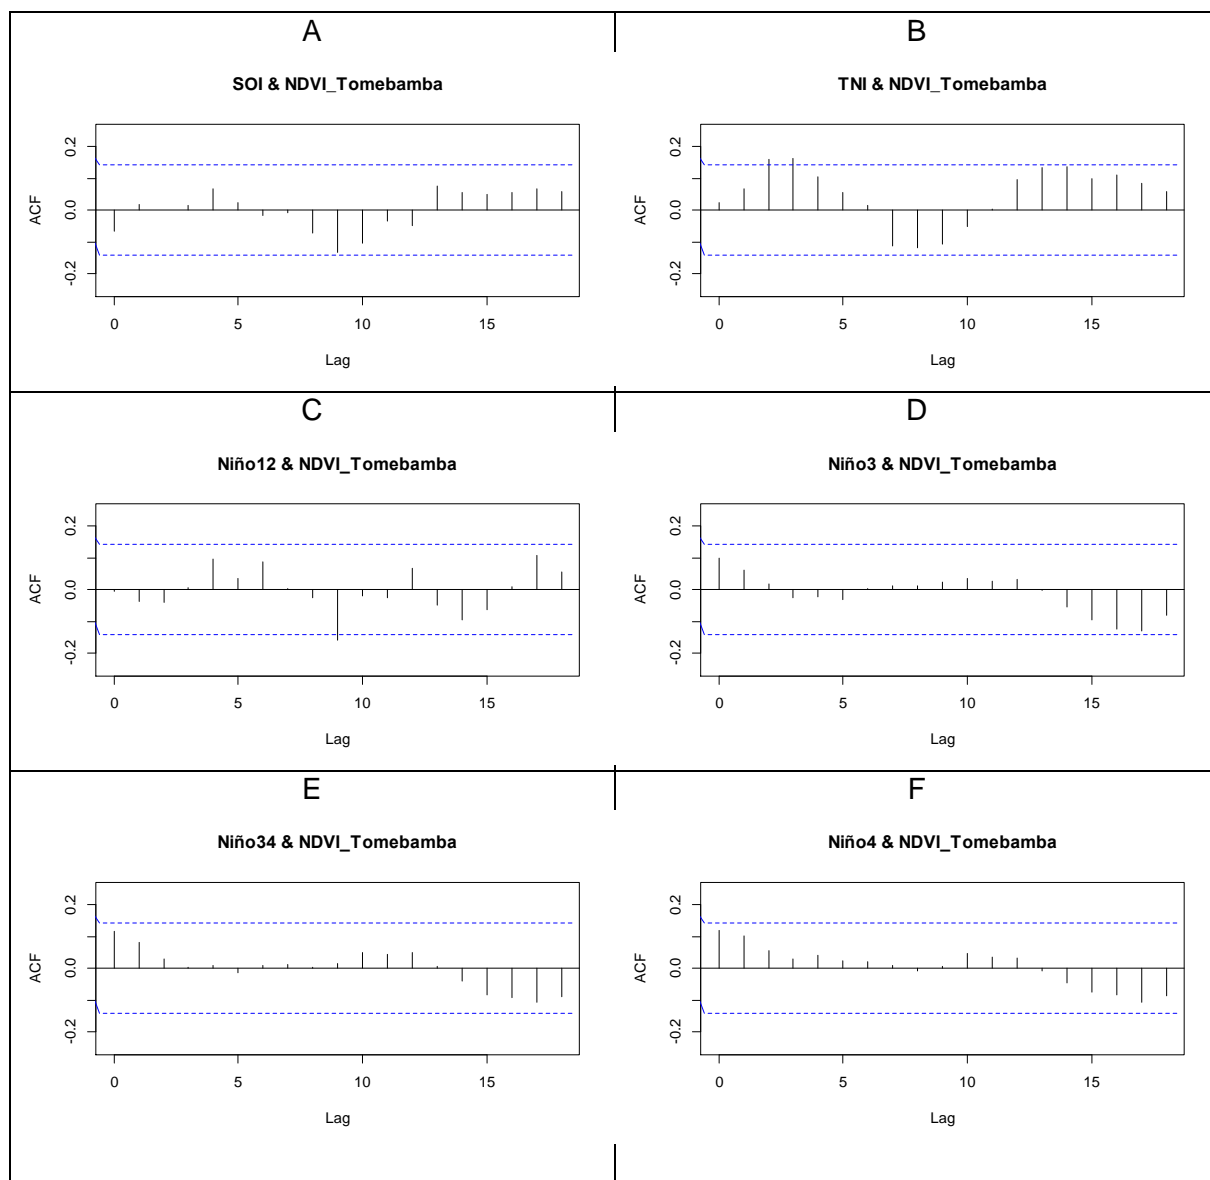 A
SOI & NDVI_Tomebamba
ACF
0.2
0.0
-0.2
0 5 10 15
Lag
B
TNI & NDVI_Tomebamba
ACF
0.2
0.0
-0.2
0 5 10 15
Lag
C
Niño12 & NDVI_Tomebamba
ACF
0.2
0.0
-0.2
0 5 10 15
Lag
D
Niño3 & NDVI_Tomebamba
ACF
0.2
0.0
-0.2
0 5 10 15
Lag
E
Niño34 & NDVI_Tomebamba
ACF
0.2
0.0
-0.2
0 5 10 15
Lag
F
Niño4 & NDVI_Tomebamba
ACF
0.2
0.0
-0.2
0 5 10 15
Lag